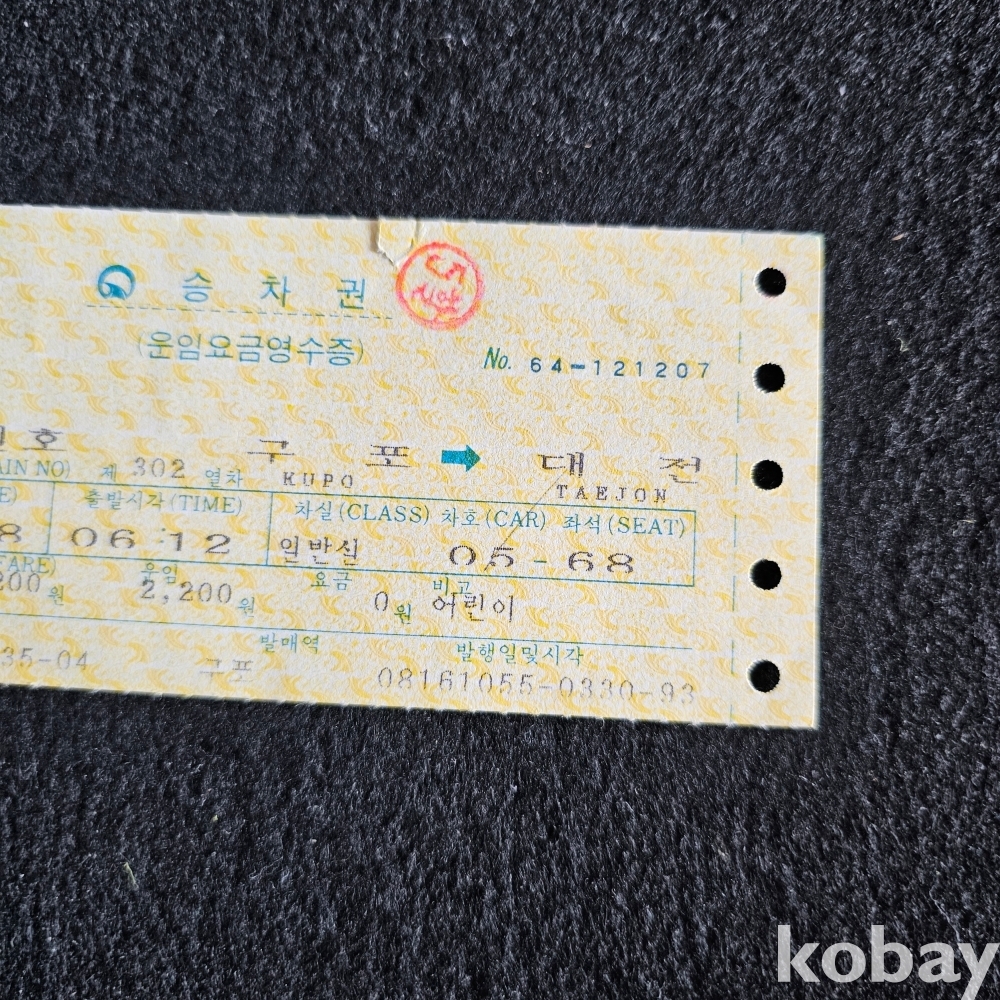 승 차 권
(운임요금영수증)
No. 64-121207
호 구 포 ➡ 대 전
AIN NO) 제 302 열차 KUPO TAEJON
E) 출발시각(TIME) 차실(CLASS) 차호(CAR) 좌석(SEAT)
8 06:12 일반실 05-68
FARE) 운임 요금 비고
200원 2,200원 0원 어린이
발매역 발행일및시각
35-04 구포 08161055-0330-93
kobay